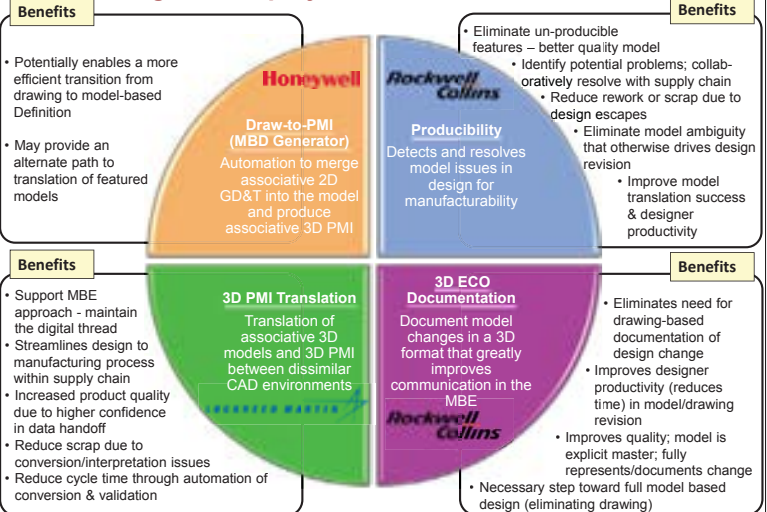 Benefits
• Potentially enables a more
efficient transition from
drawing to model-based
Definition
• May provide an
alternate path to
translation of featured
models
Honeywell
Draw-to-PMI
(MBD Generator)
Automation to merge
associative 2D
GD&T into the model
and produce
associative 3D PMI
Rockwell
Collins
Producibility
Detects and resolves
model issues in
design for
manufacturability
Benefits
• Eliminate un-producible
features – better quality model
• Identify potential problems; collab-
oratively resolve with supply chain
• Reduce rework or scrap due to
design escapes
• Eliminate model ambiguity
that otherwise drives design
revision
• Improve model
translation success
& designer
productivity
Benefits
• Support MBE
approach - maintain
the digital thread
• Streamlines design to
manufacturing process
within supply chain
• Increased product quality
due to higher confidence
in data handoff
• Reduce scrap due to
conversion/interpretation issues
• Reduce cycle time through automation of
conversion & validation
3D PMI Translation
Translation of
associative 3D
models and 3D PMI
between dissimilar
CAD environments
LOCKHEED MARTIN
3D ECO
Documentation
Document model
changes in a 3D
format that greatly
improves
communication in the
MBE
Rockwell
Collins
Benefits
• Eliminates need for
drawing-based
documentation of
design change
• Improves designer
productivity (reduces
time) in model/drawing
revision
• Improves quality; model is
explicit master; fully
represents/documents change
• Necessary step toward full model based
design (eliminating drawing)